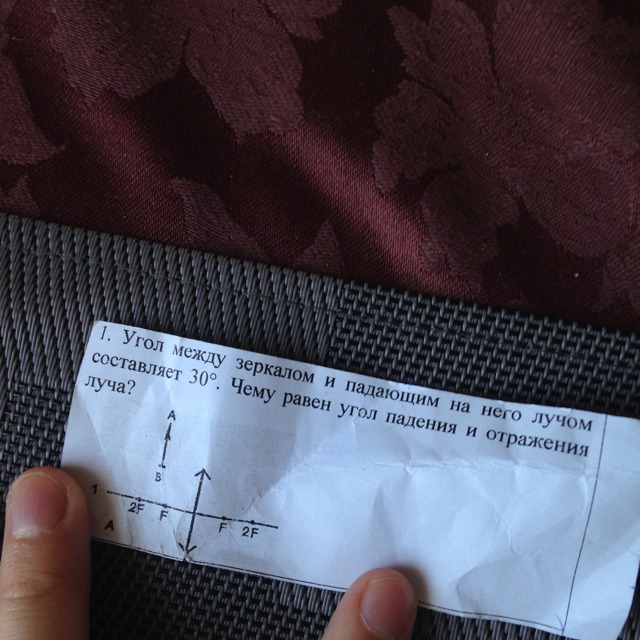 1. Угол между зеркалом и падающим на него лучом
составляет 30°. Чему равен угол падения и отражения
луча?
A
B
1
2F F F 2F
A